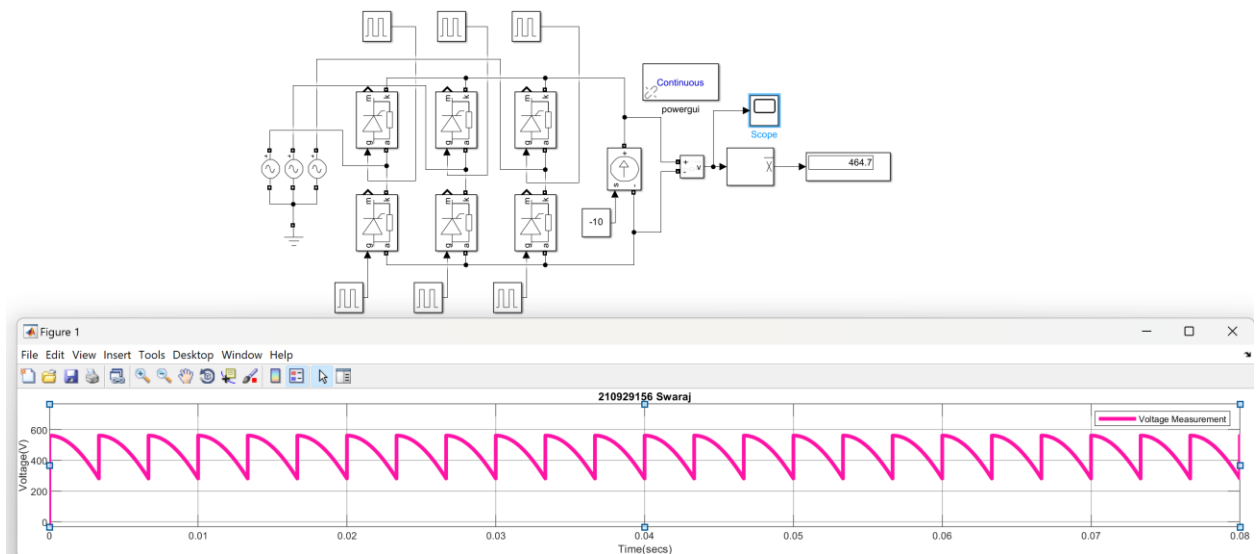 Continuous
powergui
Scope
m
k
g
a
m
k
g
a
m
k
g
a
m
k
g
a
m
k
g
a
m
k
g
a
+
+
+
+
s
-
-10
+
-
v
X
464.7
Figure 1
File Edit View Insert Tools Desktop Window Help
210929156 Swaraj
Voltage Measurement
Voltage(V)
600
400
200
0
0 0.01 0.02 0.03 0.04 0.05 0.06 0.07 0.08
Time(secs)